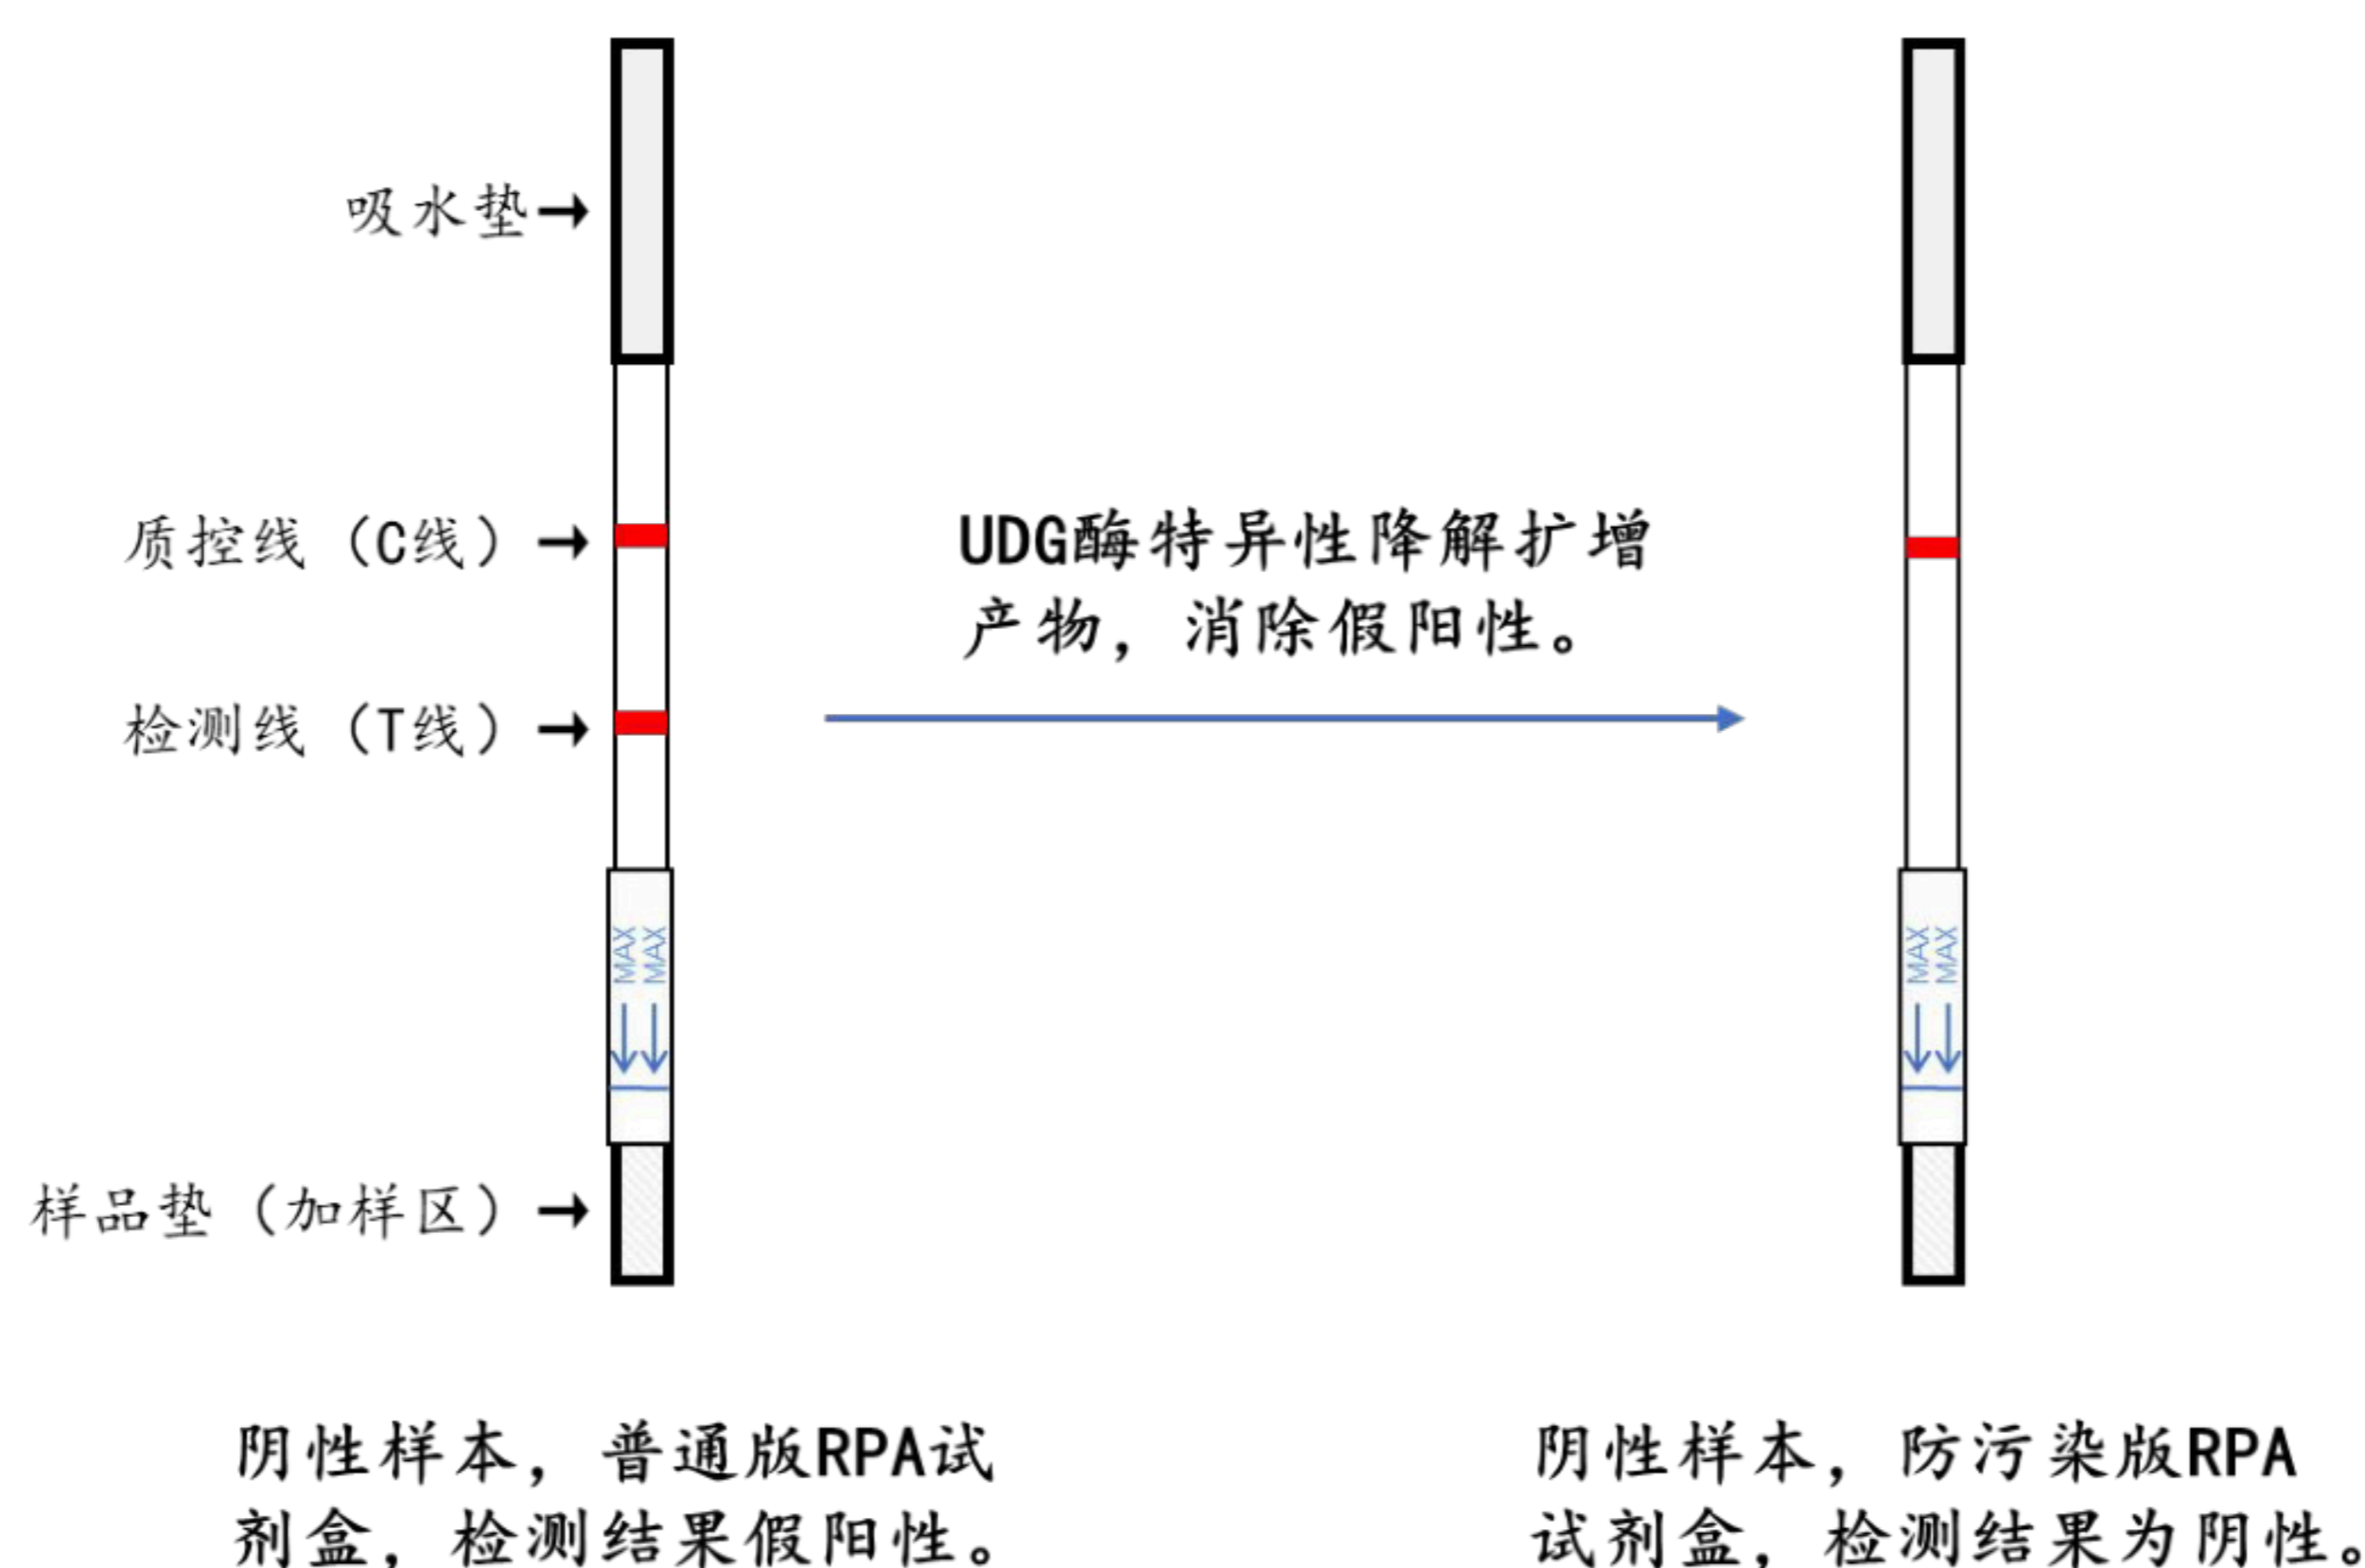 吸水垫→
质控线（C线）→
检测线（T线）→
样品垫（加样区）→
MAX
MAX
UDG酶特异性降解扩增
产物，消除假阳性。
MAX
MAX
阴性样本，普通版RPA试
剂盒，检测结果假阳性。
阴性样本，防污染版RPA
试剂盒，检测结果为阴性。